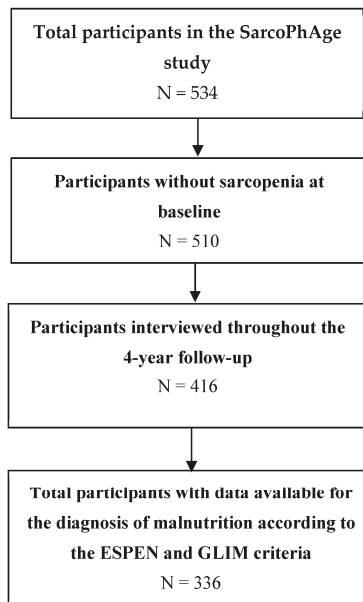 Total participants in the SarcoPhAge
study
N = 534
Participants without sarcopenia at
baseline
N = 510
Participants interviewed throughout the
4-year follow-up
N = 416
Total participants with data available for
the diagnosis of malnutrition according to
the ESPEN and GLIM criteria
N = 336